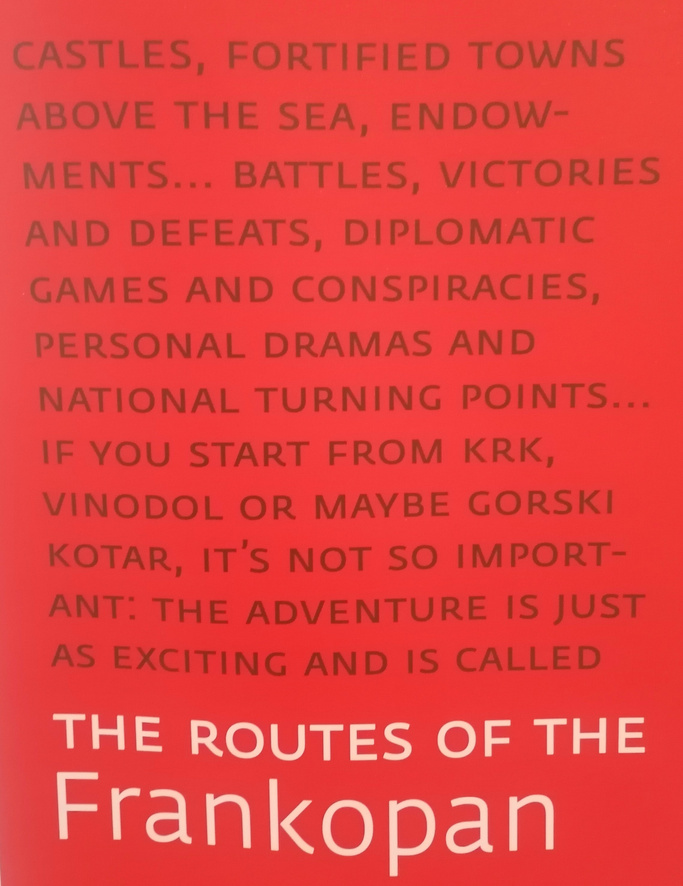 CASTLES, FORTIFIED TOWNS
ABOVE THE SEA, ENDOW-
MENTS... BATTLES, VICTORIES
AND DEFEATS, DIPLOMATIC
GAMES AND CONSPIRACIES,
PERSONAL DRAMAS AND
NATIONAL TURNING POINTS...
IF YOU START FROM KRK,
VINODOL OR MAYBE GORSKI
KOTAR, IT'S NOT SO IMPORT-
ANT: THE ADVENTURE IS JUST
AS EXCITING AND IS CALLED
THE ROUTES OF THE
Frankopan